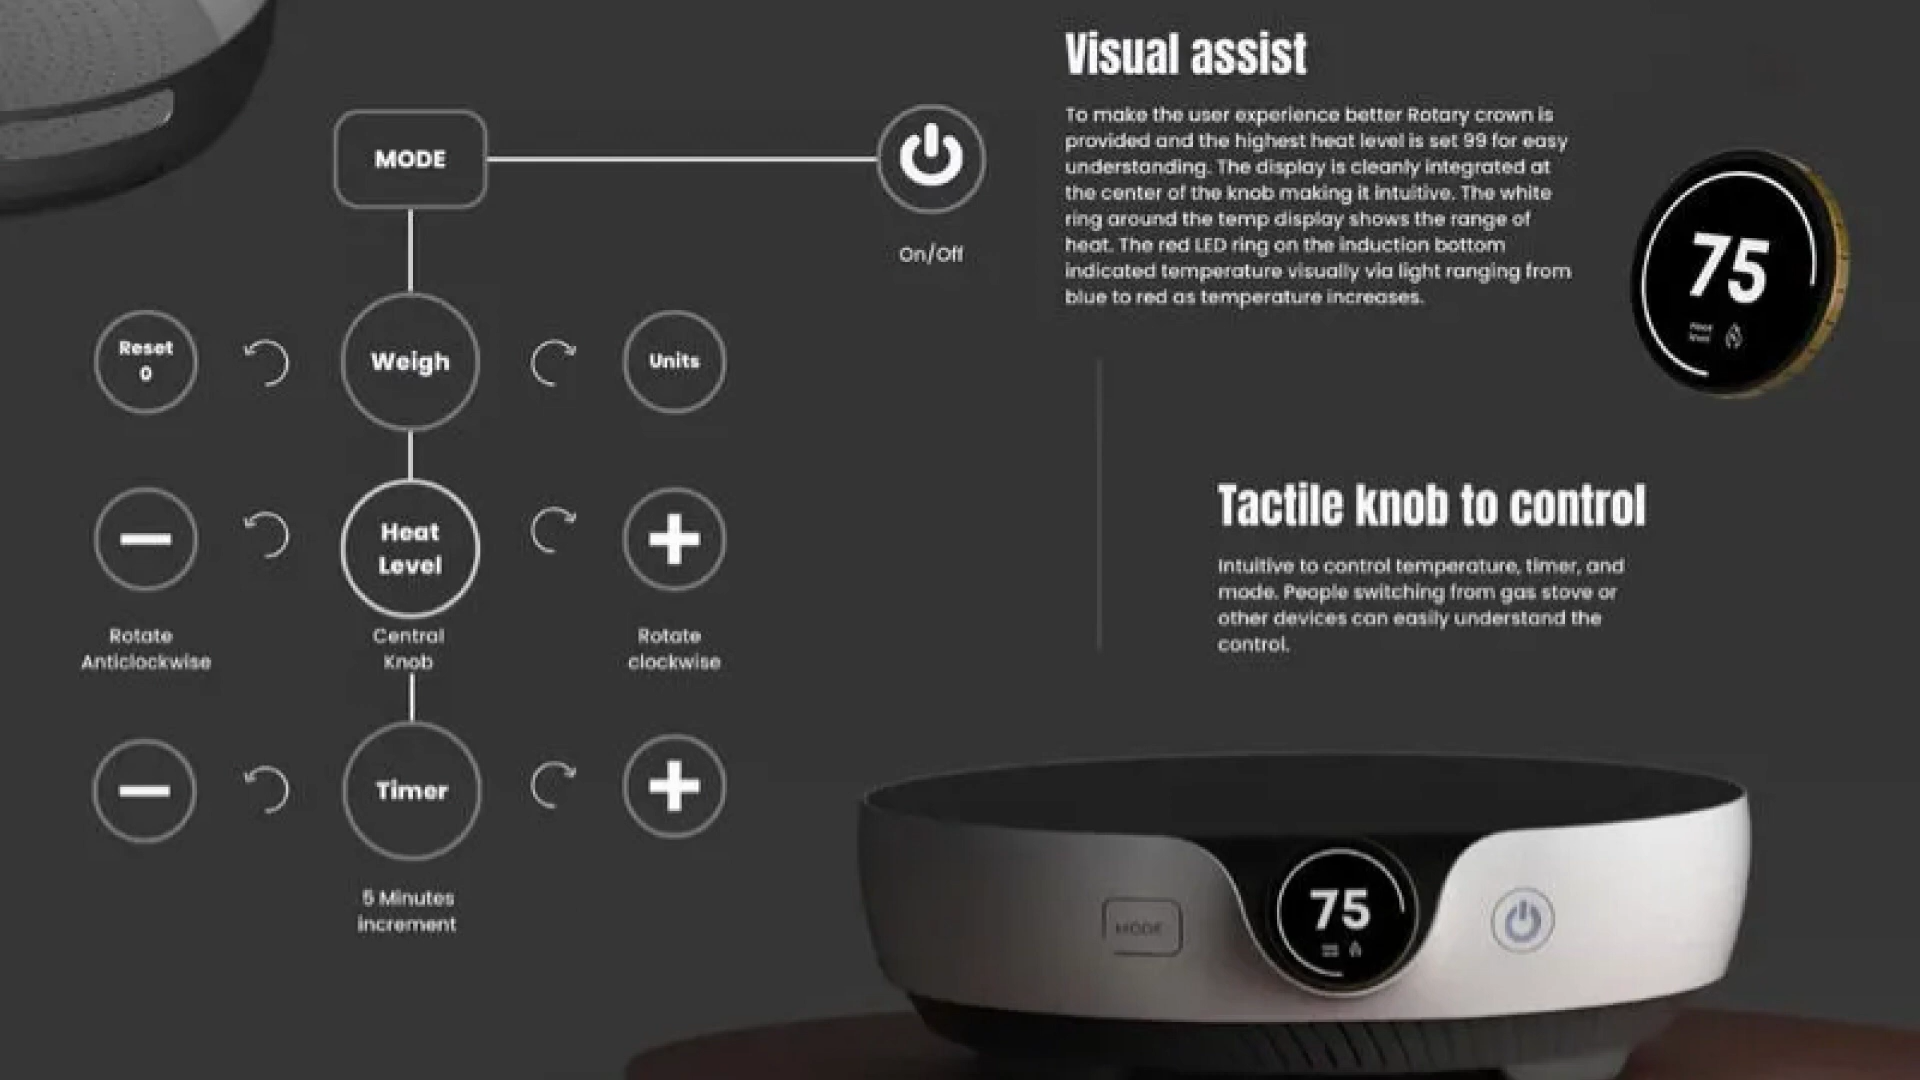 MODE
On/Off
Reset
0
Weigh
Units
Heat
Level
Rotate
Anticlockwise
Central
Knob
Rotate
clockwise
Timer
5 Minutes
increment
Visual assist
To make the user experience better Rotary crown is
provided and the highest heat level is set 99 for easy
understanding. The display is cleanly integrated at
the center of the knob making it intuitive. The white
ring around the temp display shows the range of
heat. The red LED ring on the induction bottom
indicated temperature visually via light ranging from
blue to red as temperature increases.
75
Tactile knob to control
Intuitive to control temperature, timer, and
mode. People switching from gas stove or
other devices can easily understand the
control.
MODE
75